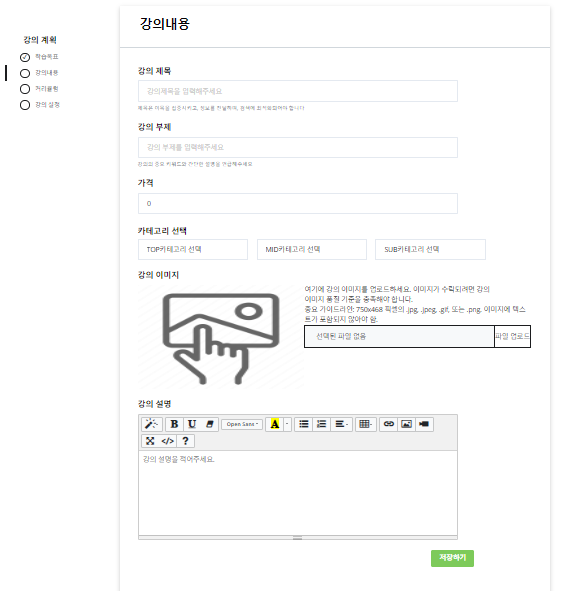 강의내용
강의 계획
학습목표
강의내용
커리큘럼
강의 설정
강의 제목
강의제목을 입력해주세요
강의 부제
강의 부제를 입력해주세요
가격
0
카테고리 선택
TOP카테고리 선택
MID카테고리 선택
SUB카테고리 선택
강의 이미지
여기에 강의 이미지를 업로드하세요. 이미지가 수락되려면 강의
이미지 품질 기준을 충족해야 합니다.
중요 가이드라인: 750x468 픽셀의 .jpg, .jpeg, .gif, 또는 .png. 이미지에 텍스
트가 포함되지 않아야 함.
선택된 파일 없음
파일 업로드
강의 설명
B U Open Sans A
</> ?
강의 설명을 적어주세요.
저장하기